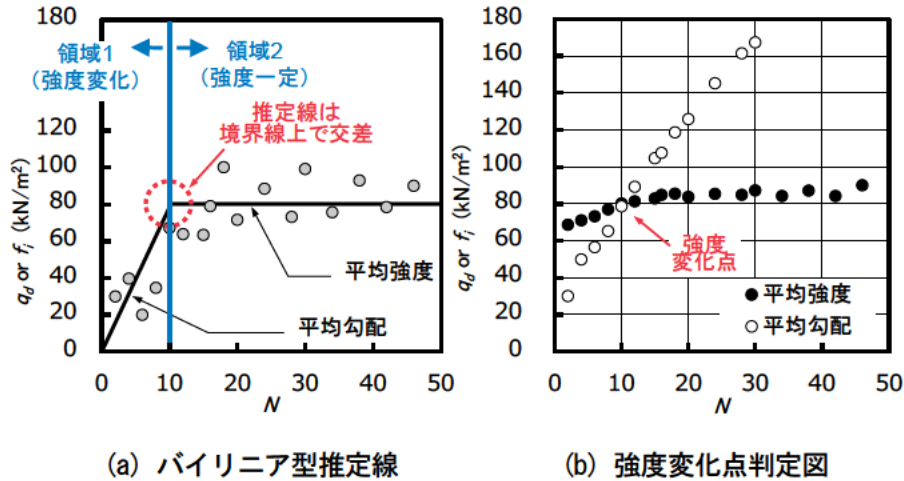 領域1
(強度変化)
領域2
(強度一定)
推定線は
境界線上で交差
平均強度
平均勾配
180
160
140
120
100
80
60
40
20
0
0
10
20
30
40
50
q_d or f_i (kN/m²)
N
(a) バイリニア型推定線
強度
変化点
平均強度
平均勾配
180
160
140
120
100
80
60
40
20
0
0
10
20
30
40
50
q_d or f_i (kN/m²)
N
(b) 強度変化点判定図